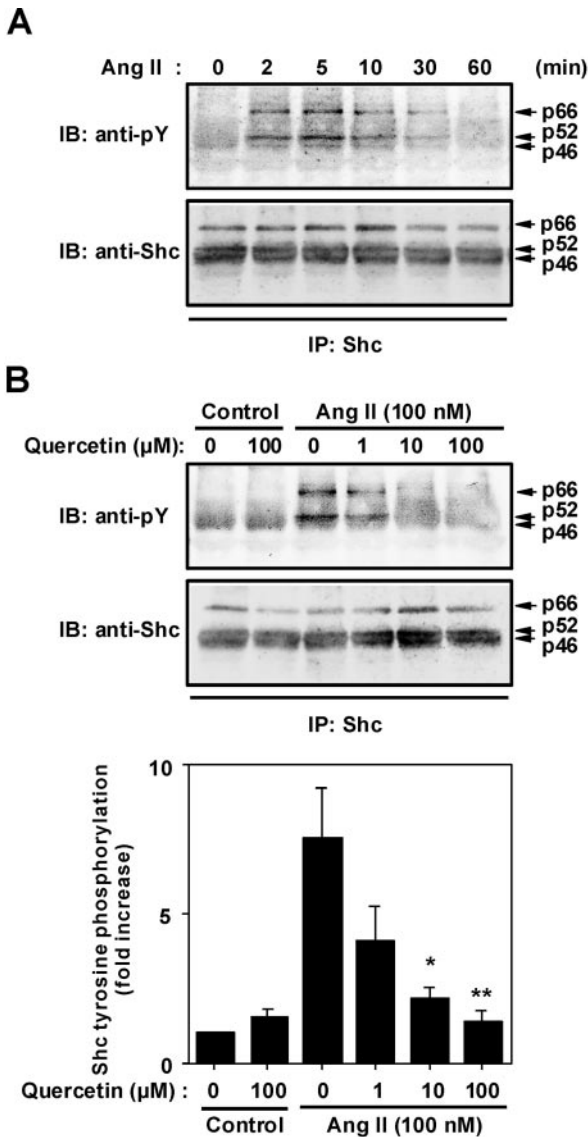 A
Ang II : 0 2 5 10 30 60 (min)
IB: anti-pY
p66
p52
p46
IB: anti-Shc
p66
p52
p46
IP: Shc
B
Control Ang II (100 nM)
Quercetin (µM): 0 100 0 1 10 100
IB: anti-pY
p66
p52
p46
IB: anti-Shc
p66
p52
p46
IP: Shc
Shc tyrosine phosphorylation
(fold increase)
10
5
0
*
**
Quercetin (µM) : 0 100 0 1 10 100
Control Ang II (100 nM)